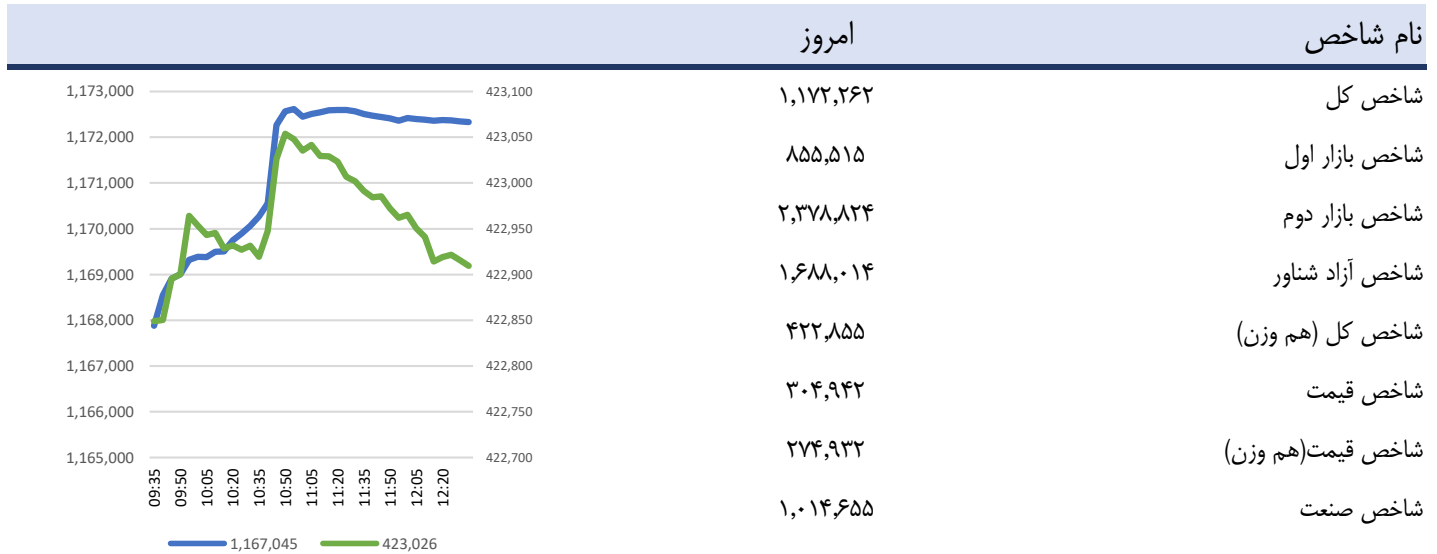 نام شاخص امروز
شاخص کل ۱,۱۷۲,۲۶۲
شاخص بازار اول ۸۵۵,۵۱۵
شاخص بازار دوم ۲,۳۷۸,۸۲۴
شاخص آزاد شناور ۱,۶۸۸,۰۱۴
شاخص کل (هم وزن) ۴۲۲,۸۵۵
شاخص قیمت ۳۰۴,۹۴۲
شاخص قیمت(هم وزن) ۲۷۴,۹۳۲
شاخص صنعت ۱,۰۱۴,۶۵۵
1,173,000 423,100
1,172,000 423,050
1,171,000 423,000
1,170,000 422,950
1,169,000 422,900
1,168,000 422,850
1,167,000 422,800
1,166,000 422,750
1,165,000 422,700
09:35 09:50 10:05 10:20 10:35 10:50 11:05 11:20 11:35 11:50 12:05 12:20
1,167,045 423,026